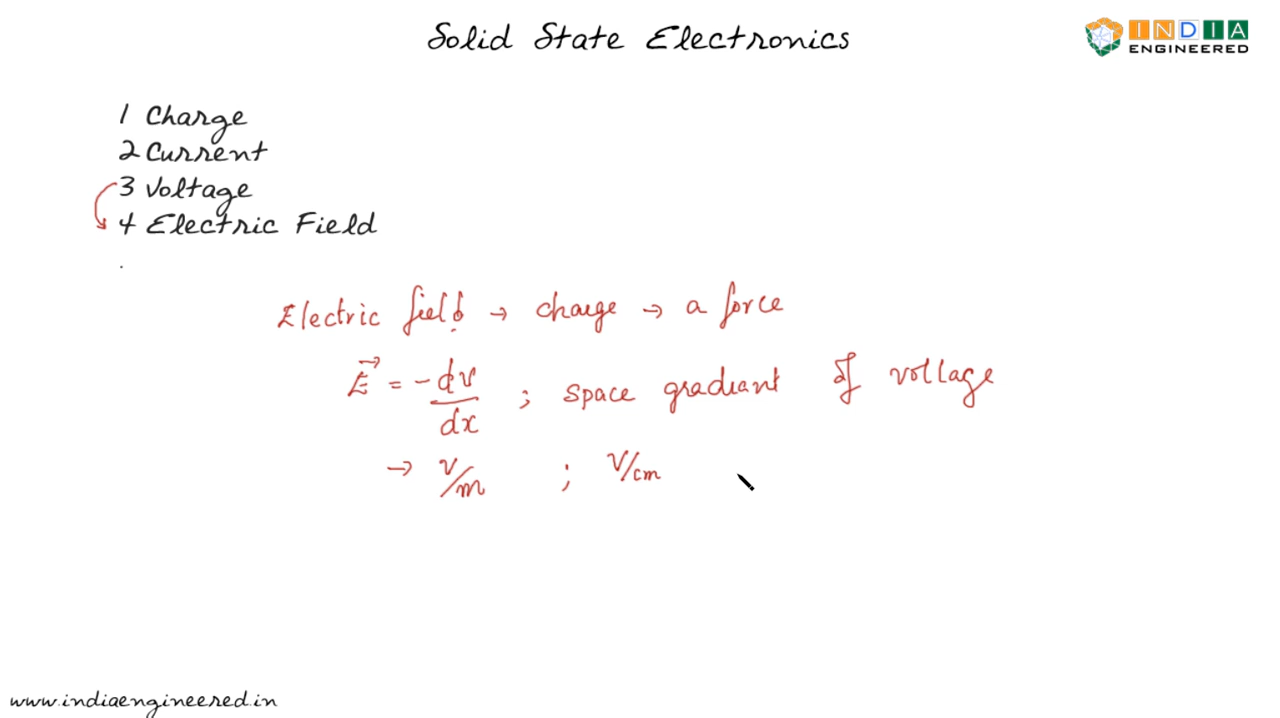 Solid State Electronics
INDIA
ENGINEERED
1 Charge
2 Current
3 Voltage
4 Electric Field
Electric field → charge → a force
E⃗ = - dv/dx ; space gradiant of voltage
→ V/m ; V/cm
www.indiaengineered.in